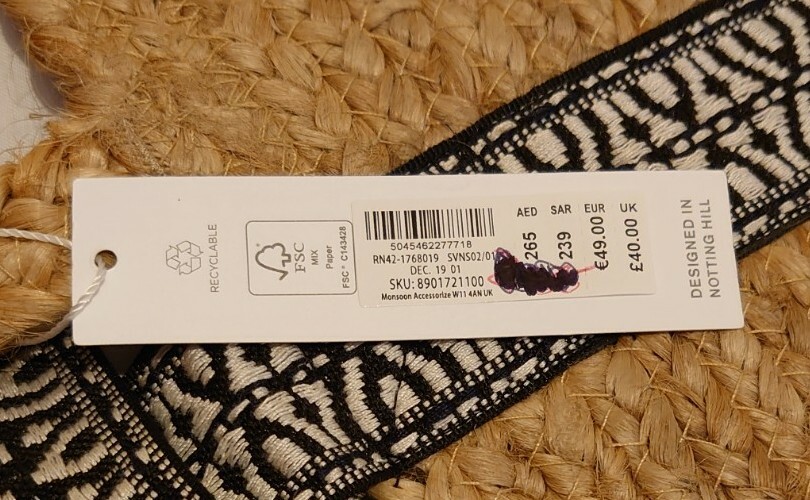 RECYCLABLE
FSC
MIX
Paper
FSC® C143428
5045462277718
RN42-1768019 SVNS02/01
DEC. 19 01
SKU: 8901721100
Monsoon Accessorize W11 4AN UK
AED SAR EUR UK
265 239 €49.00 £40.00
DESIGNED IN
NOTTING HILL